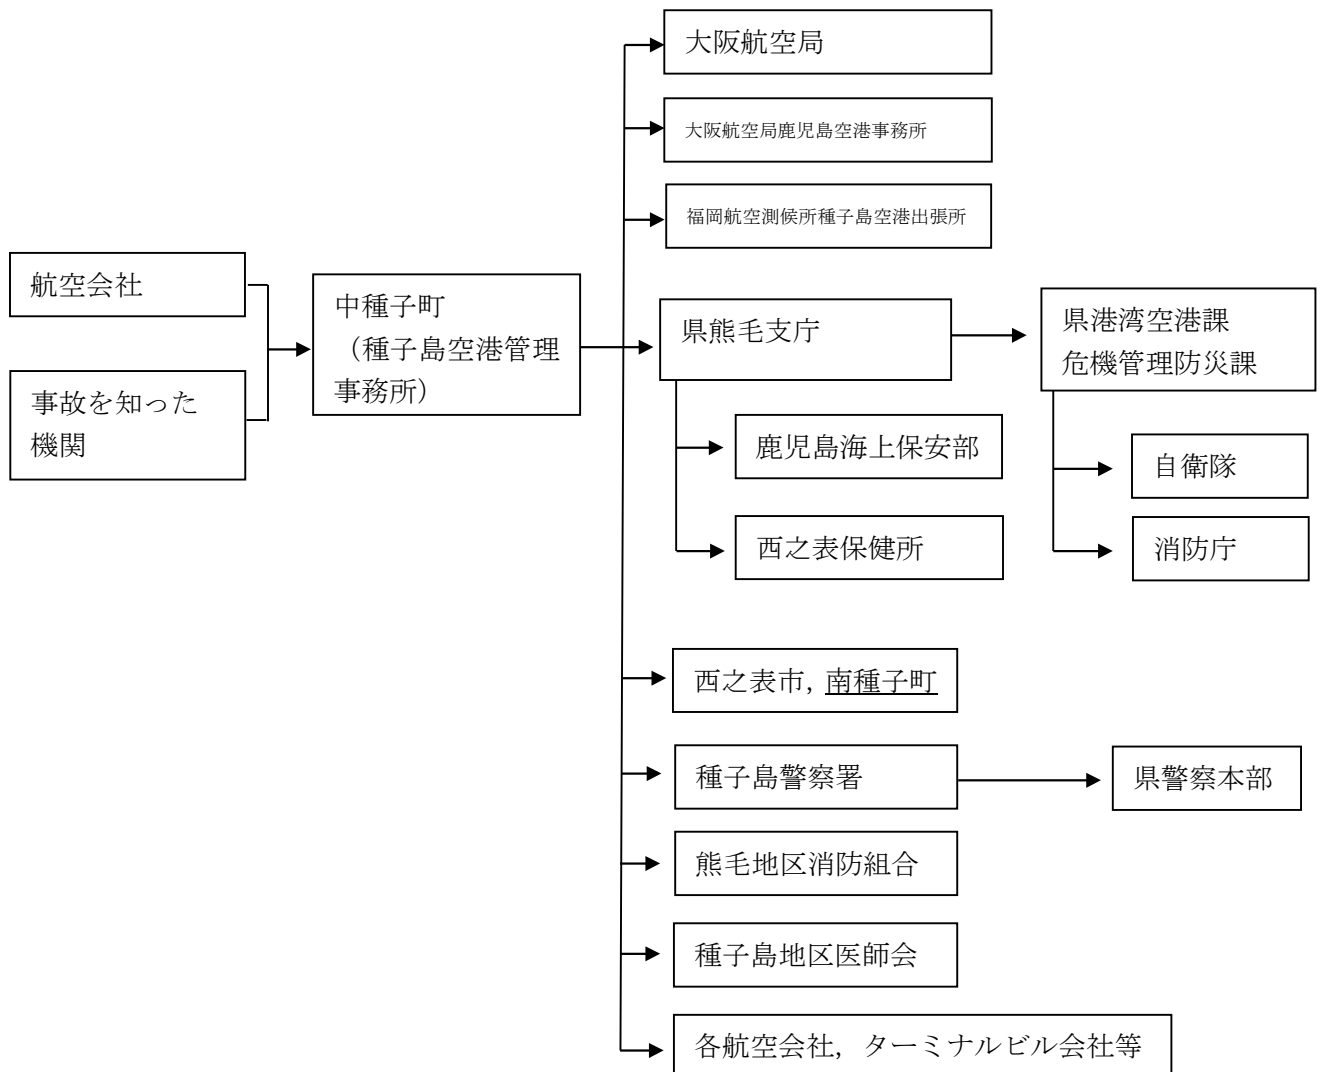 大阪航空局
大阪航空局鹿児島空港事務所
福岡航空測候所種子島空港出張所
航空会社
事故を知った
機関
中種子町
（種子島空港管理
事務所）
県熊毛支庁
県港湾空港課
危機管理防災課
鹿児島海上保安部
西之表保健所
自衛隊
消防庁
西之表市，南種子町
種子島警察署
県警察本部
熊毛地区消防組合
種子島地区医師会
各航空会社，ターミナルビル会社等